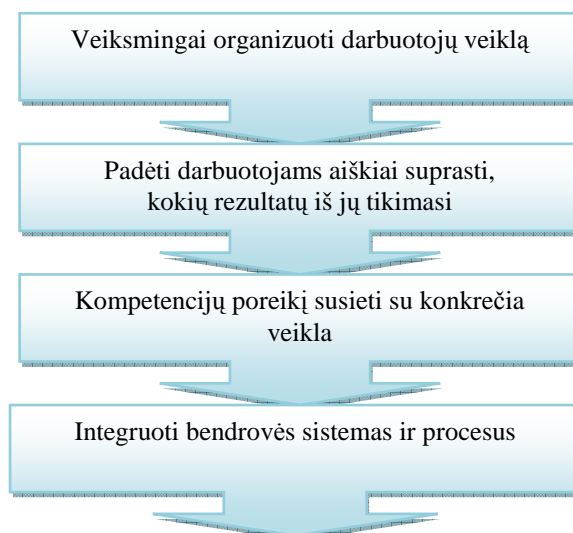 Veiksmingai organizuoti darbuotojų veiklą
Padėti darbuotojams aiškiai suprasti,
kokių rezultatų iš jų tikimasi
Kompetencijų poreikį susieti su konkrečia
veikla
Integruoti bendrovės sistemas ir procesus